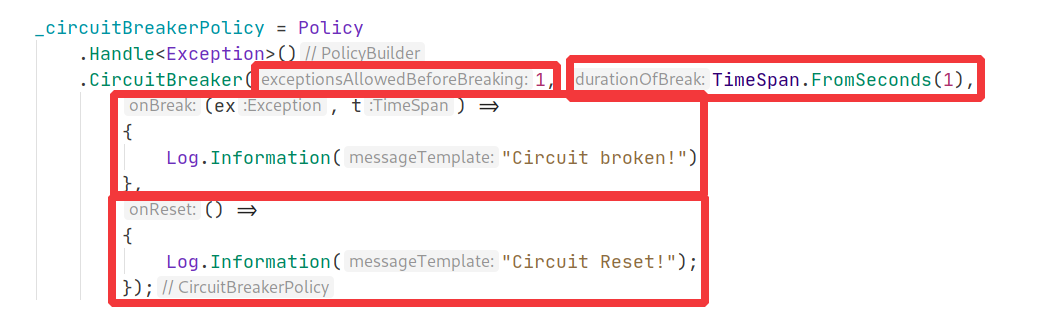 _circuitBreakerPolicy = Policy
.Handle<Exception>() // PolicyBuilder
.CircuitBreaker( exceptionsAllowedBeforeBreaking: 1, durationOfBreak: TimeSpan.FromSeconds(1),
onBreak: (ex :Exception , t :TimeSpan ) =>
{
Log.Information( messageTemplate: "Circuit broken!")
},
onReset: () =>
{
Log.Information( messageTemplate: "Circuit Reset!");
}); // CircuitBreakerPolicy